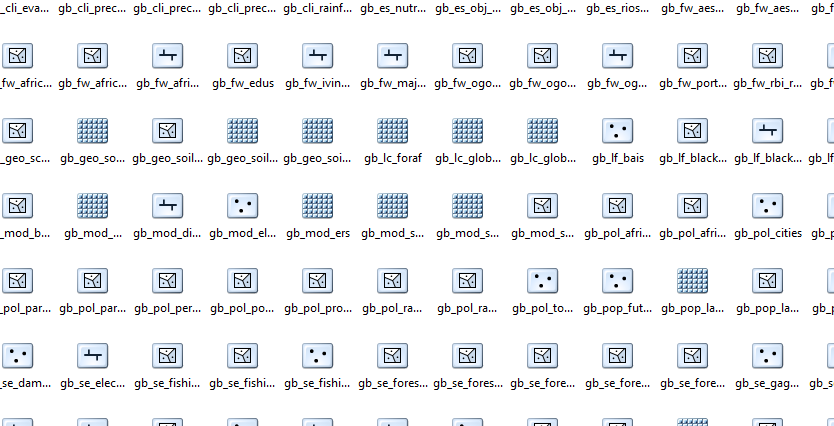 _cli_eva... gb_cli_prec... gb_cli_prec... gb_cli_prec... gb_cli_rainf... gb_es_nutr... gb_es_obj_... gb_es_obj_... gb_es_rios... gb_fw_aes... gb_fw_aes... gb_f
_fw_afric... gb_fw_afric... gb_fw_afri... gb_fw_edus gb_fw_ivin... gb_fw_maj... gb_fw_ogo... gb_fw_ogo... gb_fw_og... gb_fw_port... gb_fw_rbi_r... gb_f
_geo_sc... gb_geo_so... gb_geo_soil... gb_geo_soil... gb_geo_soi... gb_lc_foraf gb_lc_glob... gb_lc_glob... gb_lf_bais gb_lf_black... gb_lf_black... gb_lf
_mod_b... gb_mod_... gb_mod_di... gb_mod_el... gb_mod_ers gb_mod_s... gb_mod_s... gb_mod_s... gb_pol_afri... gb_pol_afri... gb_pol_cities gb_p
_pol_par... gb_pol_par... gb_pol_per... gb_pol_po... gb_pol_pro... gb_pol_ra... gb_pol_ra... gb_pol_to... gb_pop_fut... gb_pop_la... gb_pop_la... gb_p
_se_dam... gb_se_elec... gb_se_fishi... gb_se_fishi... gb_se_fishi... gb_se_fores... gb_se_fores... gb_se_fore... gb_se_fore... gb_se_fore... gb_se_gag... gb_s